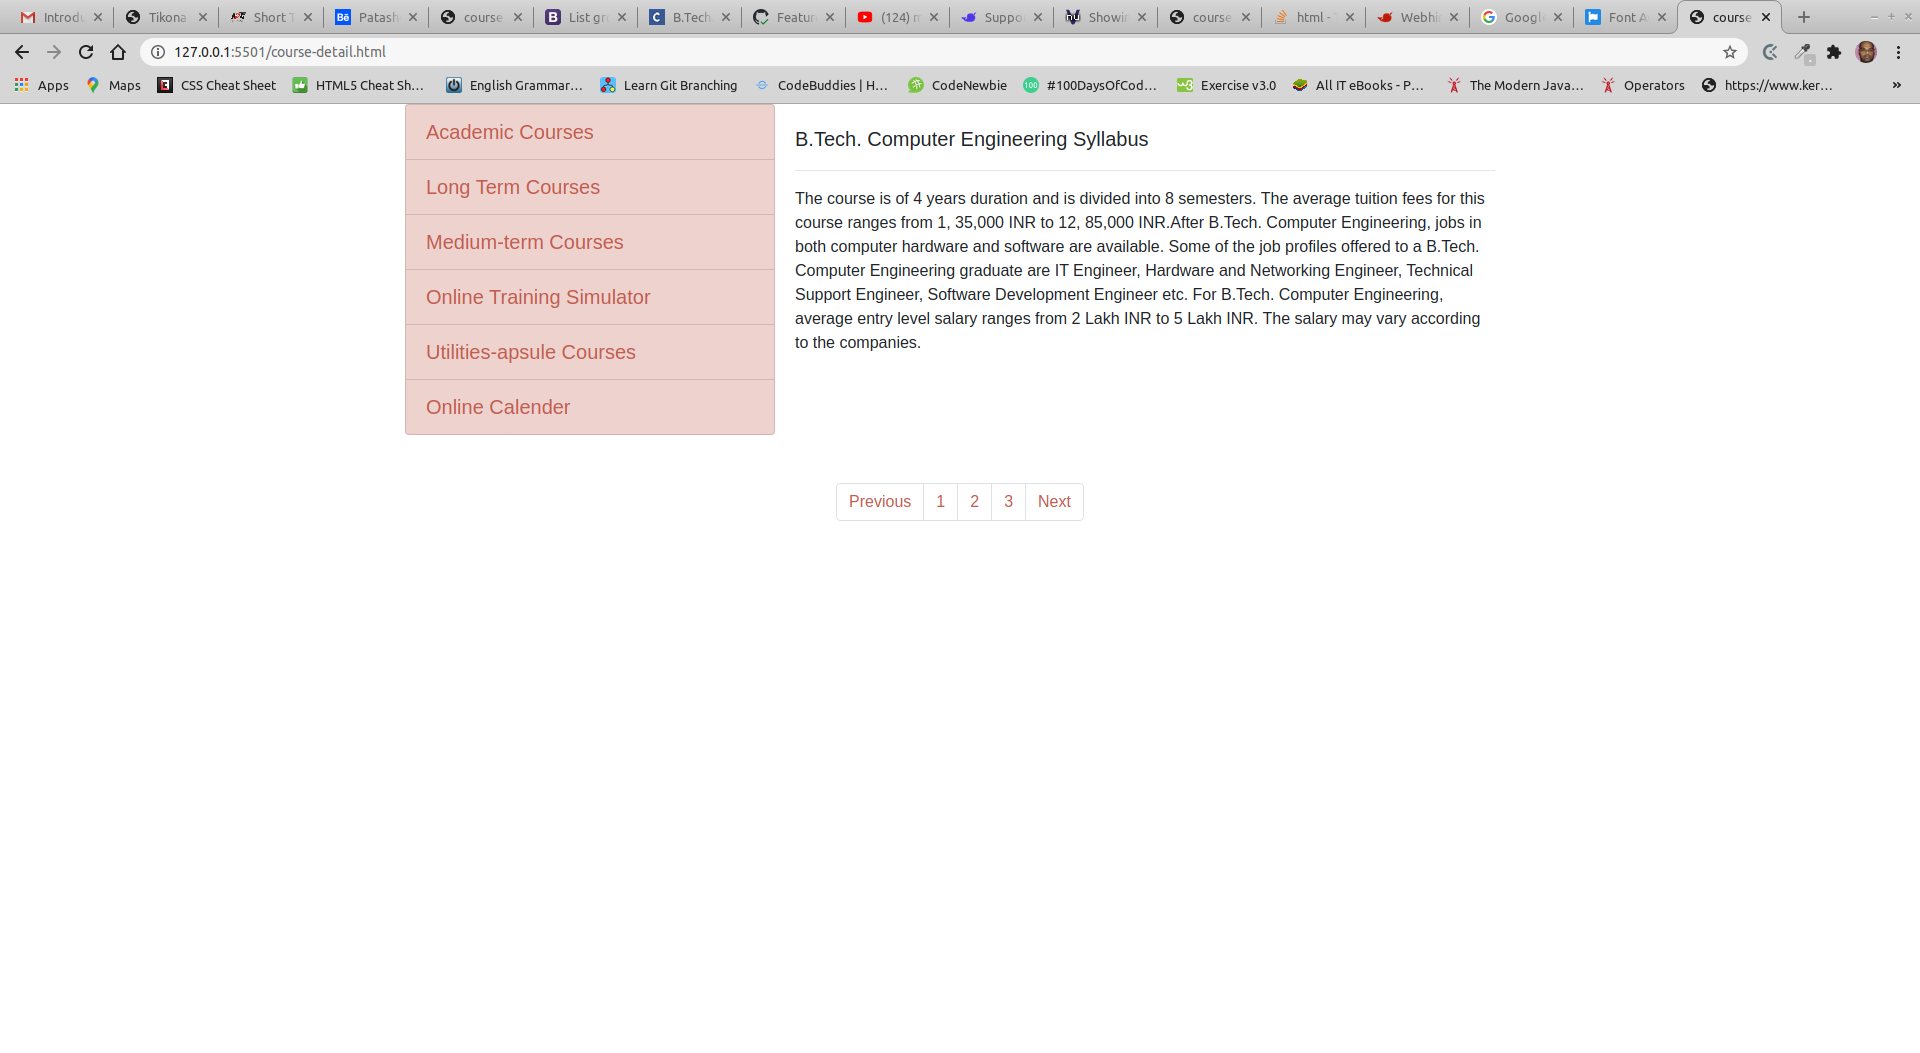 Introdu
Tikona
Short T
Patash
course
List gro
B.Tech
Feature
(124) n
Suppo
Showin
course
html - T
Webhi
Google
Font A
course
127.0.0.1:5501/course-detail.html
Apps
Maps
CSS Cheat Sheet
HTML5 Cheat Sh...
English Grammar...
Learn Git Branching
CodeBuddies | H...
CodeNewbie
#100DaysOfCod...
Exercise v3.0
All IT eBooks - P...
The Modern Java...
Operators
https://www.ker...
Academic Courses
Long Term Courses
Medium-term Courses
Online Training Simulator
Utilities-apsule Courses
Online Calender
B.Tech. Computer Engineering Syllabus
The course is of 4 years duration and is divided into 8 semesters. The average tuition fees for this
course ranges from 1, 35,000 INR to 12, 85,000 INR.After B.Tech. Computer Engineering, jobs in
both computer hardware and software are available. Some of the job profiles offered to a B.Tech.
Computer Engineering graduate are IT Engineer, Hardware and Networking Engineer, Technical
Support Engineer, Software Development Engineer etc. For B.Tech. Computer Engineering,
average entry level salary ranges from 2 Lakh INR to 5 Lakh INR. The salary may vary according
to the companies.
Previous 1 2 3 Next